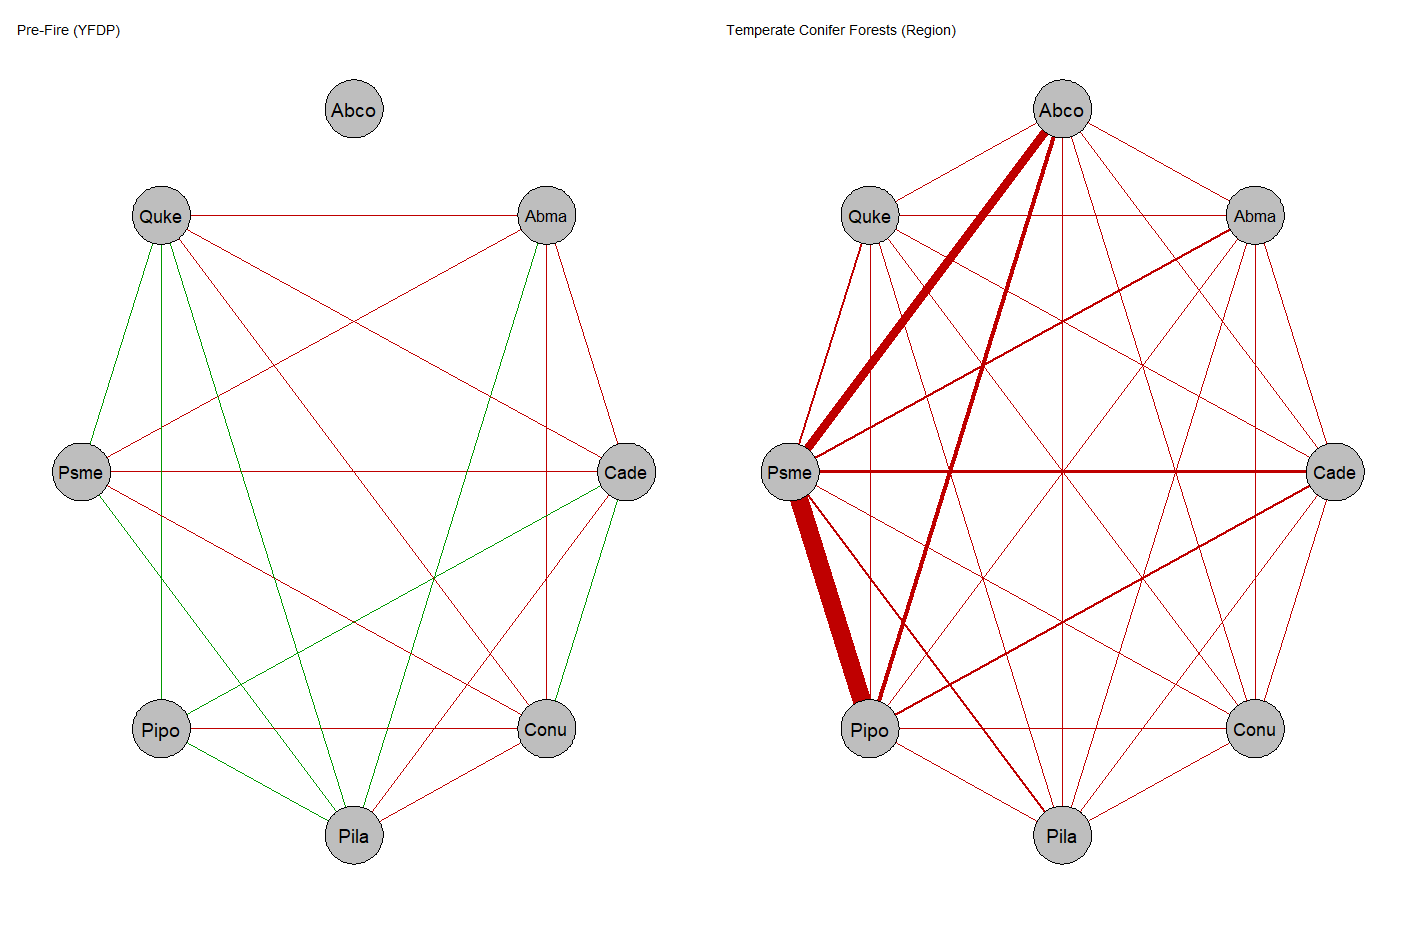 Pre-Fire (YFDP)
Abco
Quke
Abma
Psme
Cade
Pipo
Conu
Pila
Temperate Conifer Forests (Region)
Abco
Quke
Abma
Psme
Cade
Pipo
Conu
Pila